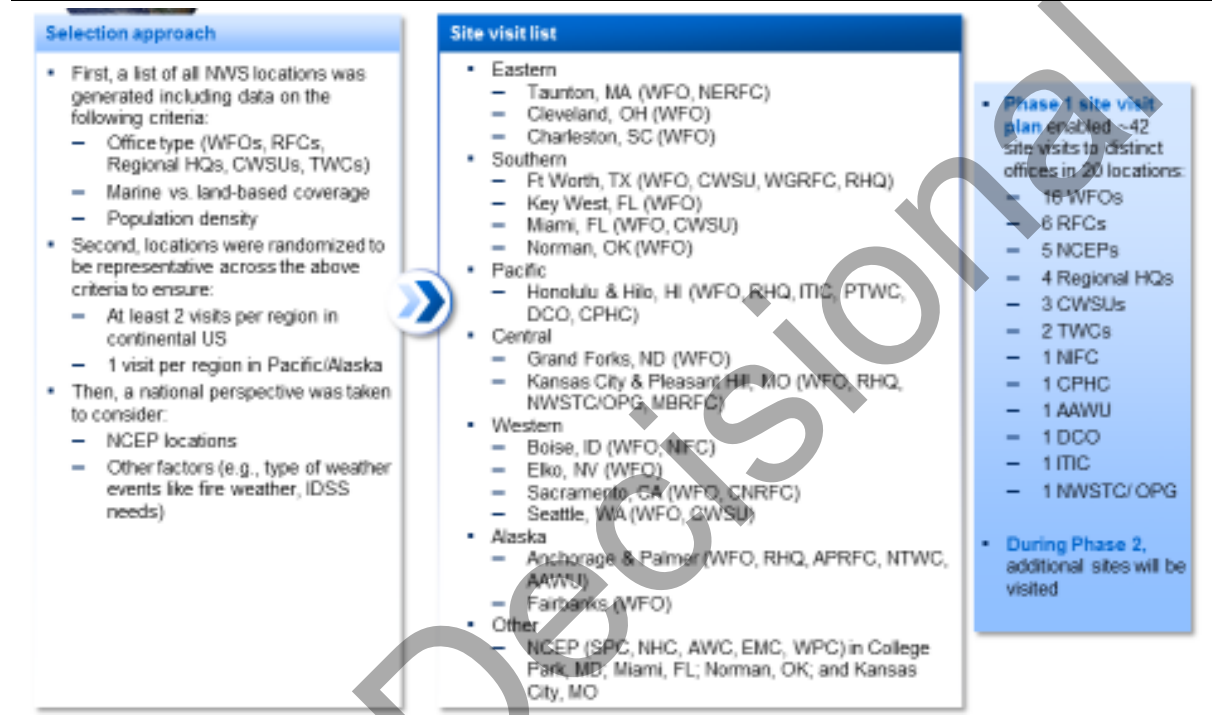 Selection approach
• First, a list of all NWS locations was
generated including data on the
following criteria:
– Office type (WFOs, RFCs,
Regional HQs, CWSUs, TWCs)
– Marine vs. land-based coverage
– Population density
• Second, locations were randomized to
be representative across the above
criteria to ensure:
– At least 2 visits per region in
continental US
– 1 visit per region in Pacific/Alaska
• Then, a national perspective was taken
to consider:
– NCEP locations
– Other factors (e.g., type of weather
events like fire weather, IDSS
needs)
Site visit list
• Eastern
– Taunton, MA (WFO, NERFC)
– Cleveland, OH (WFO)
– Charleston, SC (WFO)
• Southern
– Ft Worth, TX (WFO, CWSU, WGRFC, RHQ)
– Key West, FL (WFO)
– Miami, FL (WFO, CWSU)
– Norman, OK (WFO)
• Pacific
– Honolulu & Hilo, HI (WFO, RHQ, ITIC, PTWC,
DCO, CPHC)
• Central
– Grand Forks, ND (WFO)
– Kansas City & Pleasant Hill, MO (WFO, RHQ,
NWSTC/OPG, MBRFC)
• Western
– Boise, ID (WFO, NIFC)
– Elko, NV (WFO)
– Sacramento, CA (WFO, CNRFC)
– Seattle, WA (WFO, CWSU)
• Alaska
– Anchorage & Palmer (WFO, RHQ, APRFC, NTWC,
AAWU)
– Fairbanks (WFO)
• Other
– NCEP (SPC, NHC, AWC, EMC, WPC) in College
Park, MD; Miami, FL; Norman, OK; and Kansas
City, MO
• Phase 1 site visit
plan enabled ~42
site visits to distinct
offices in 20 locations:
– 16 WFOs
– 6 RFCs
– 5 NCEPs
– 4 Regional HQs
– 3 CWSUs
– 2 TWCs
– 1 NIFC
– 1 CPHC
– 1 AAWU
– 1 DCO
– 1 ITIC
– 1 NWSTC/ OPG
• During Phase 2,
additional sites will be
visited
Decisional